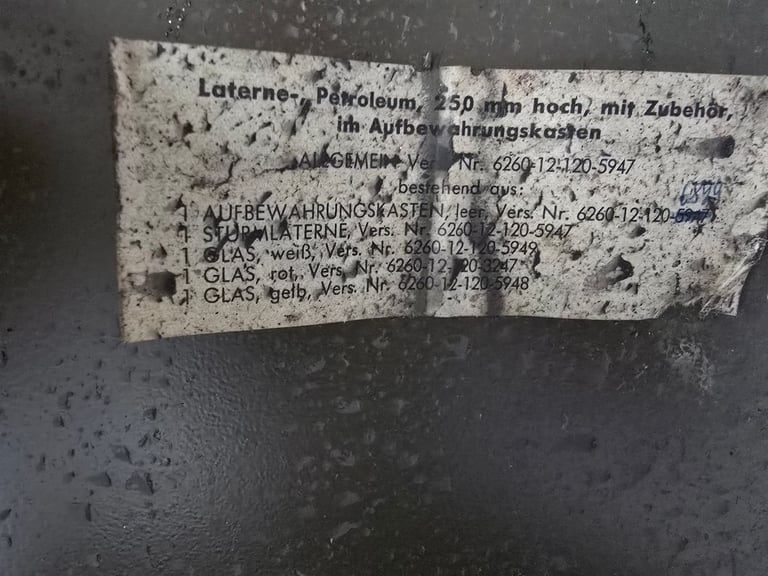 Laterne-, Petroleum, 250 mm hoch, mit Zubehör,
im Aufbewahrungskasten
ALLGEMEIN Vers. Nr. 6260-12-120-5947
bestehend aus:
1 AUFBEWAHRUNGSKASTEN, leer, Vers. Nr. 6260-12-120-5947
1 STURMLATERNE, Vers. Nr. 6260-12-120-5947
1 GLAS, weiß, Vers. Nr. 6260-12-120-5949
1 GLAS, rot, Vers. Nr. 6260-12-120-3247
1 GLAS, gelb, Vers. Nr. 6260-12-120-5948